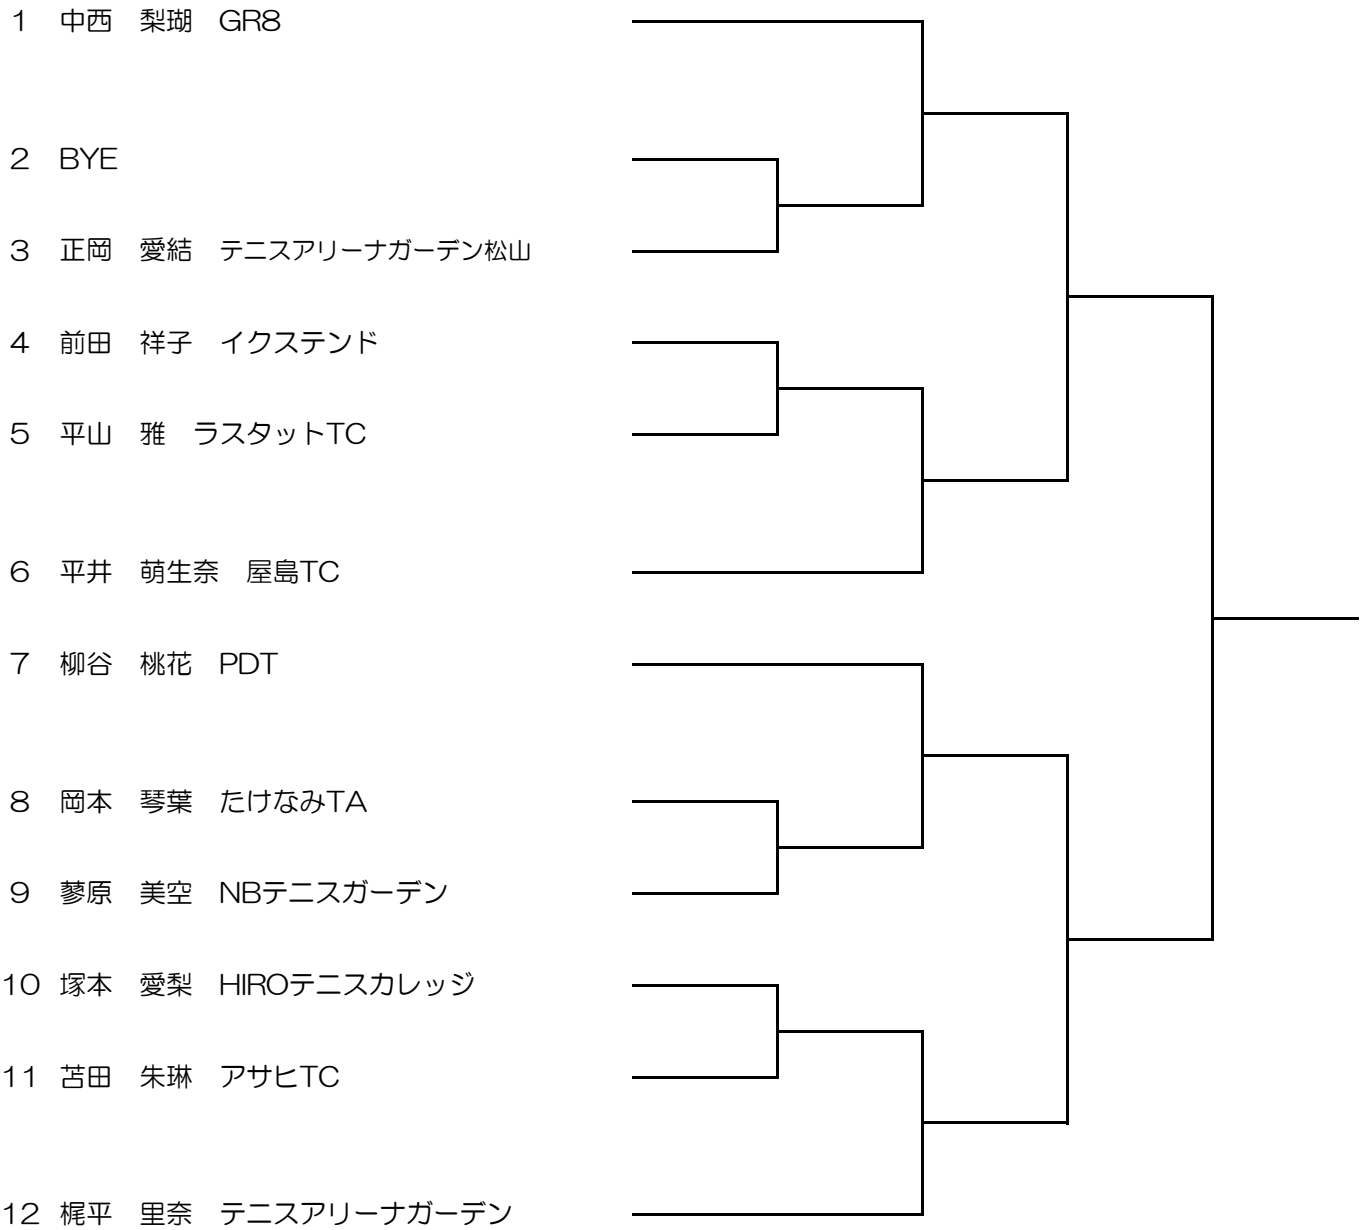 1 中西　梨瑚　GR8
2 BYE
3 正岡　愛結　テニスアリーナガーデン松山
4 前田　祥子　イクステンド
5 平山　雅　ラスタットTC
6 平井　萌生奈　屋島TC
7 柳谷　桃花　PDT
8 岡本　琴葉　たけなみTA
9 蓼原　美空　NBテニスガーデン
10 塚本　愛梨　HIROテニスカレッジ
11 苫田　朱琳　アサヒTC
12 梶平　里奈　テニスアリーナガーデン